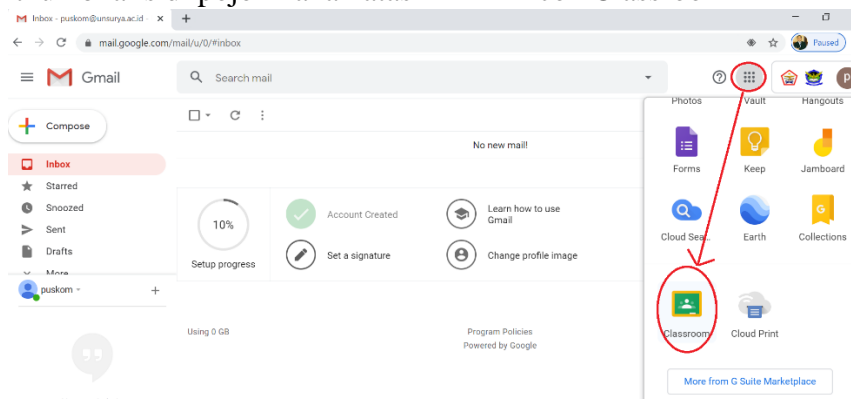 Inbox - puskom@unsurya.ac.id -
mail.google.com/mail/u/0/#inbox
Paused
Gmail
Search mail
Compose
Inbox
Starred
Snoozed
Sent
Drafts
More
puskom
No new mail!
10%
Setup progress
Account Created
Set a signature
Learn how to use
Gmail
Change profile image
Using 0 GB
Program Policies
Powered by Google
Photos Vault Hangouts
Forms Keep Jamboard
Cloud Sea... Earth Collections
Classroom Cloud Print
More from G Suite Marketplace